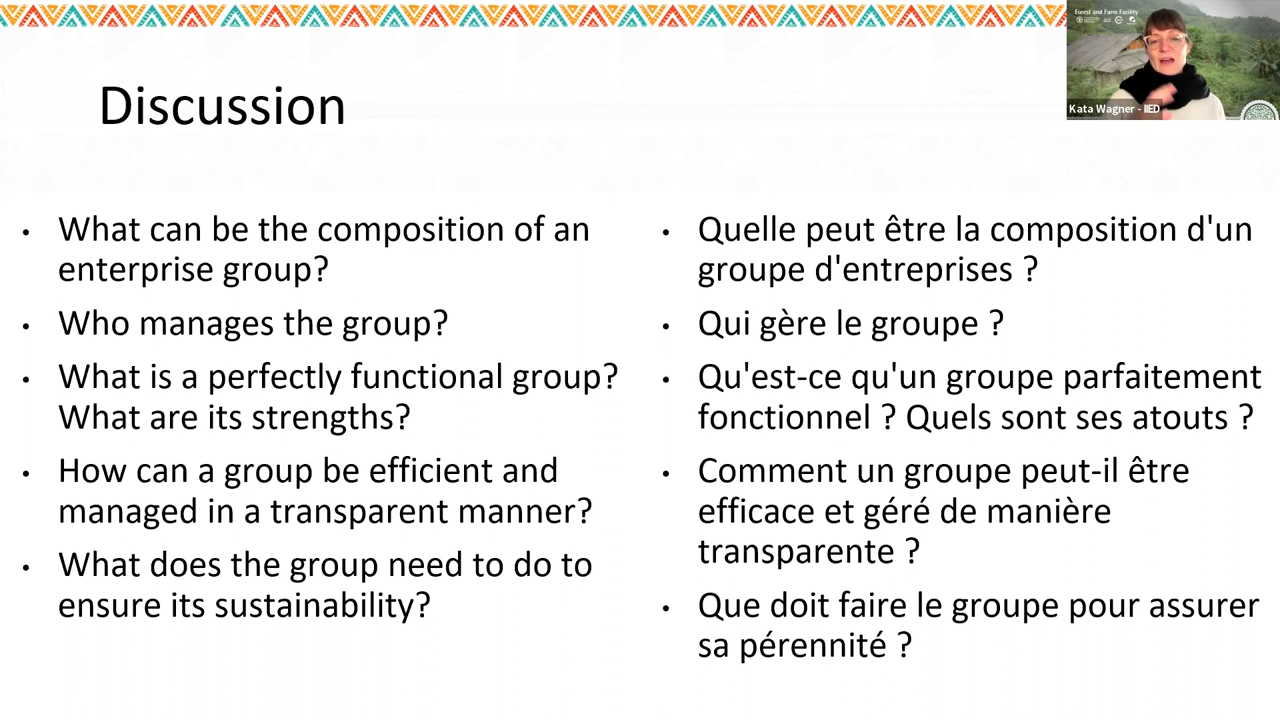 Forest and Farm Facility
Kata Wagner - IIED
Discussion
• What can be the composition of an
enterprise group?
• Who manages the group?
• What is a perfectly functional group?
What are its strengths?
• How can a group be efficient and
managed in a transparent manner?
• What does the group need to do to
ensure its sustainability?
• Quelle peut être la composition d'un
groupe d'entreprises ?
• Qui gère le groupe ?
• Qu'est-ce qu'un groupe parfaitement
fonctionnel ? Quels sont ses atouts ?
• Comment un groupe peut-il être
efficace et géré de manière
transparente ?
• Que doit faire le groupe pour assurer
sa pérennité ?